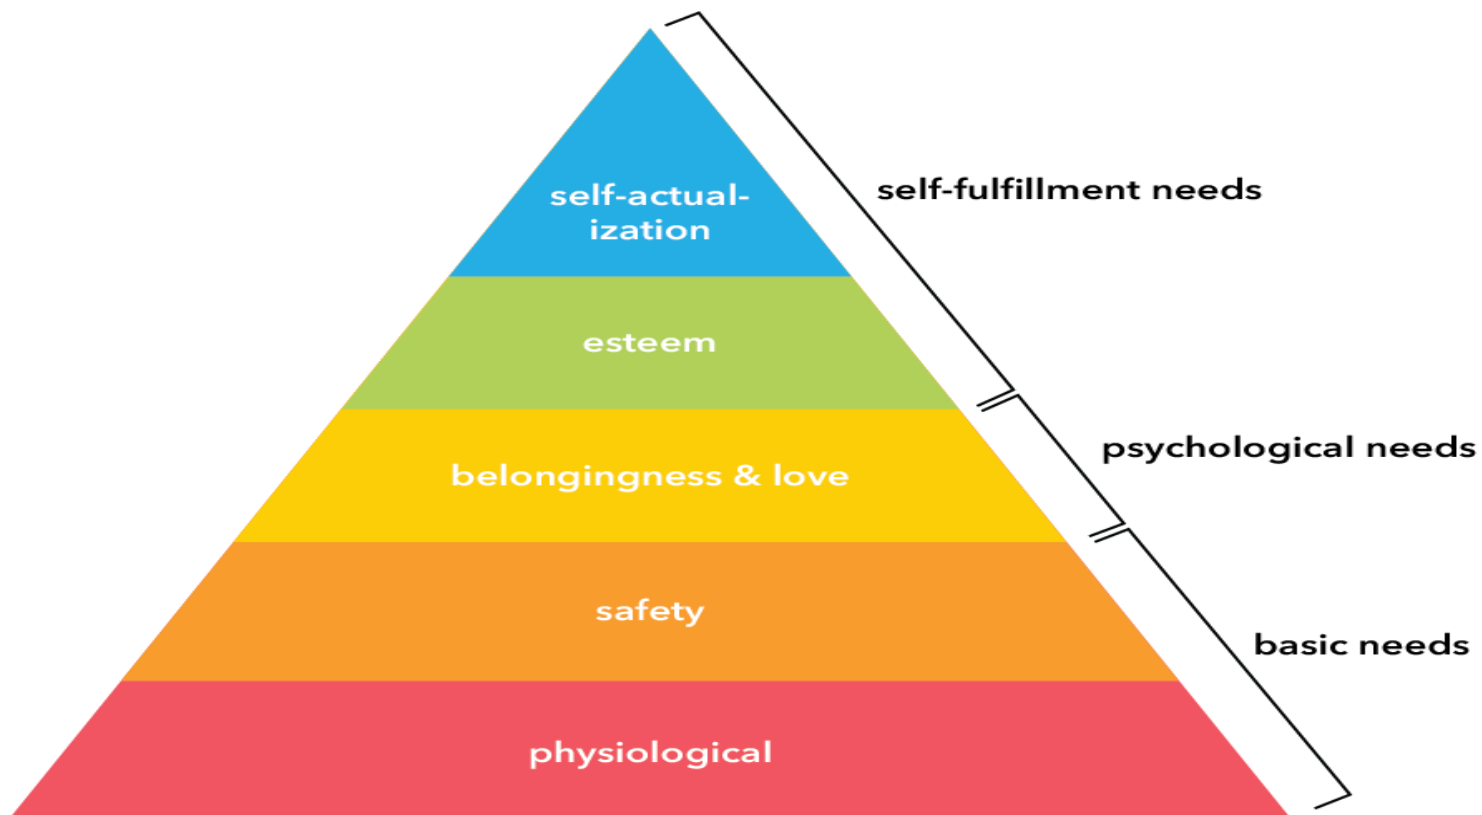 self-actual-
ization
self-fulfillment needs
esteem
psychological needs
belongingness & love
safety
basic needs
physiological